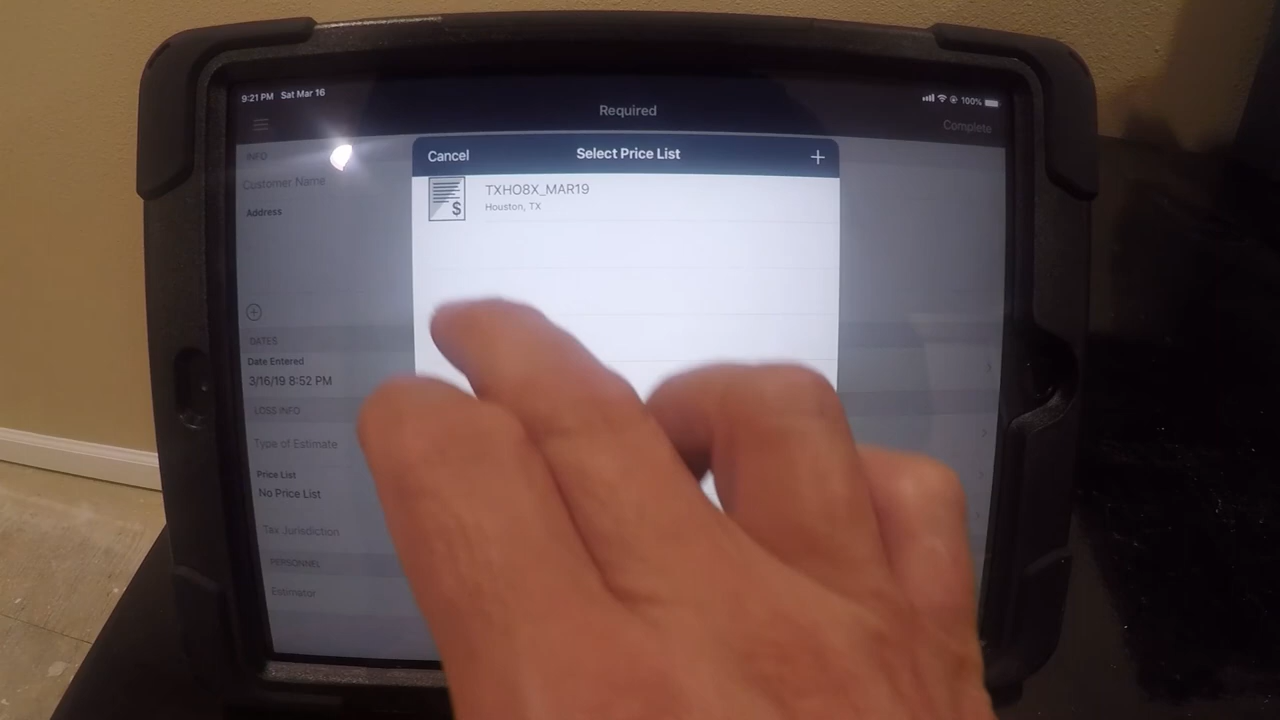 9:21 PM Sat Mar 16
100%
Required
Complete
Cancel
Select Price List
+
INFO
Customer Name
Address
TXHO8X_MAR19
Houston, TX
$
DATES
Date Entered
3/16/19 8:52 PM
LOSS INFO
Type of Estimate
Price List
No Price List
Tax Jurisdiction
PERSONNEL
Estimator